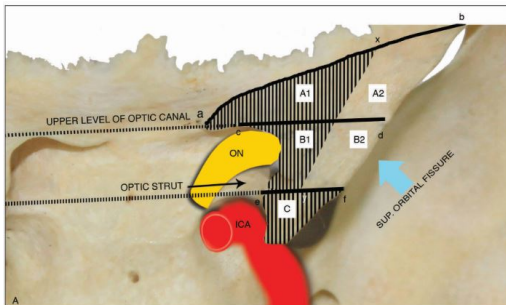 b
x
A1
A2
UPPER LEVEL OF OPTIC CANAL
a
c
d
B1
B2
ON
OPTIC STRUT
SUP. ORBITAL FISSURE
e
f
C
ICA
A